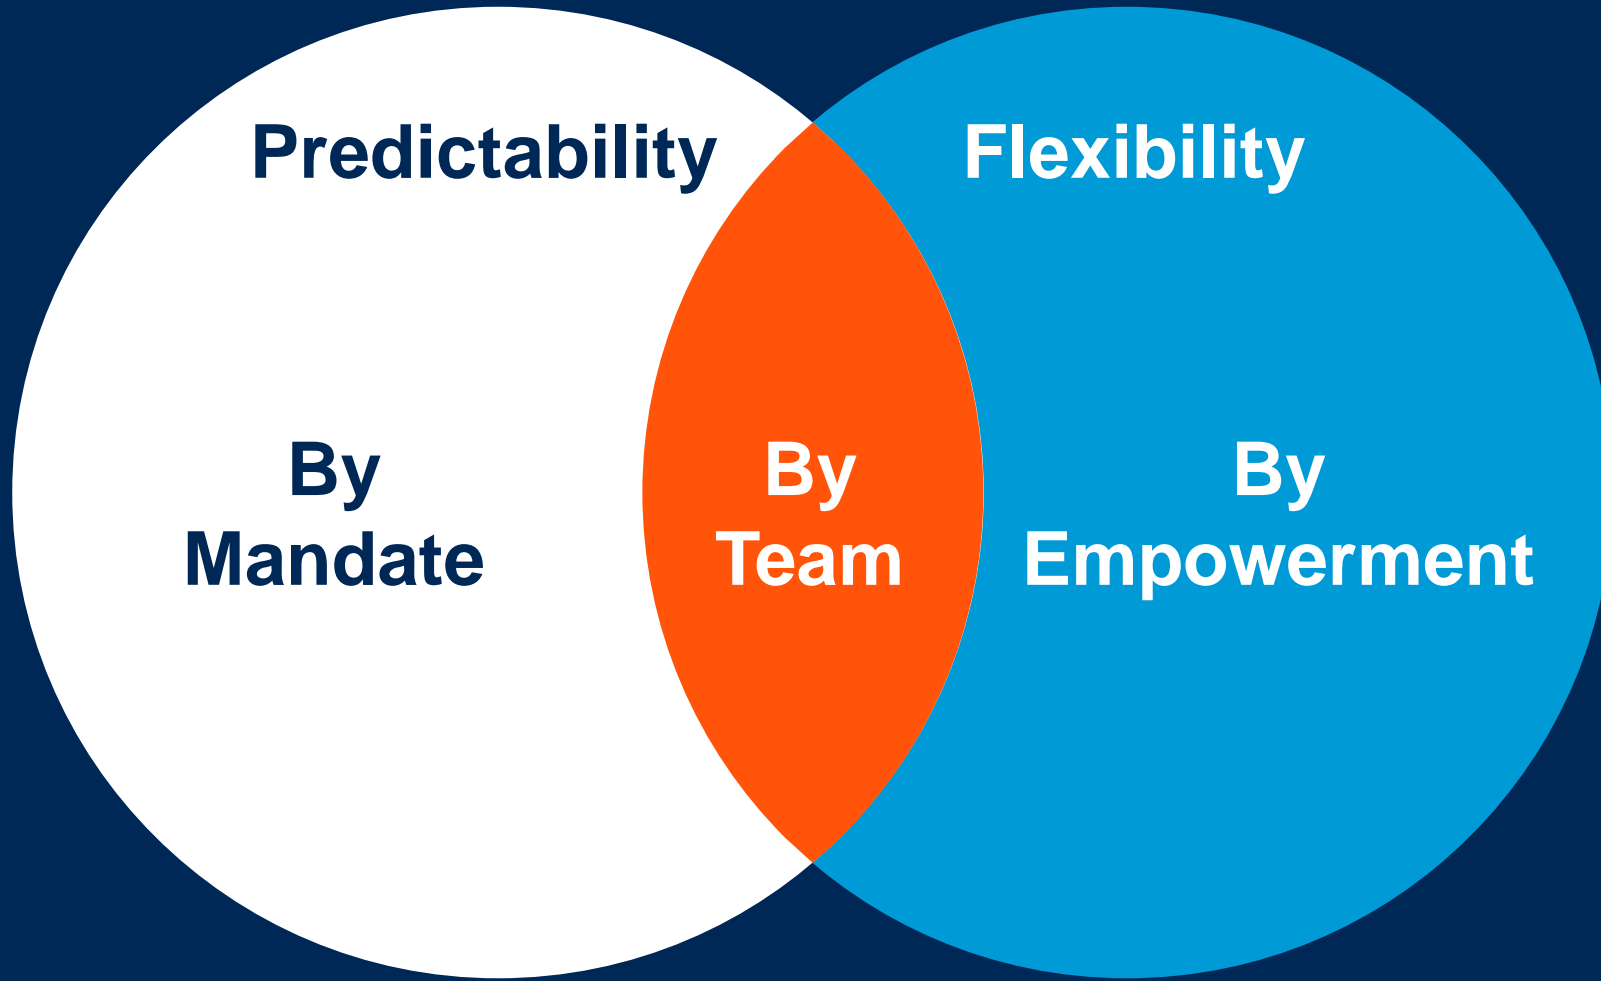 Predictability
Flexibility
By
Mandate
By
Team
By
Empowerment